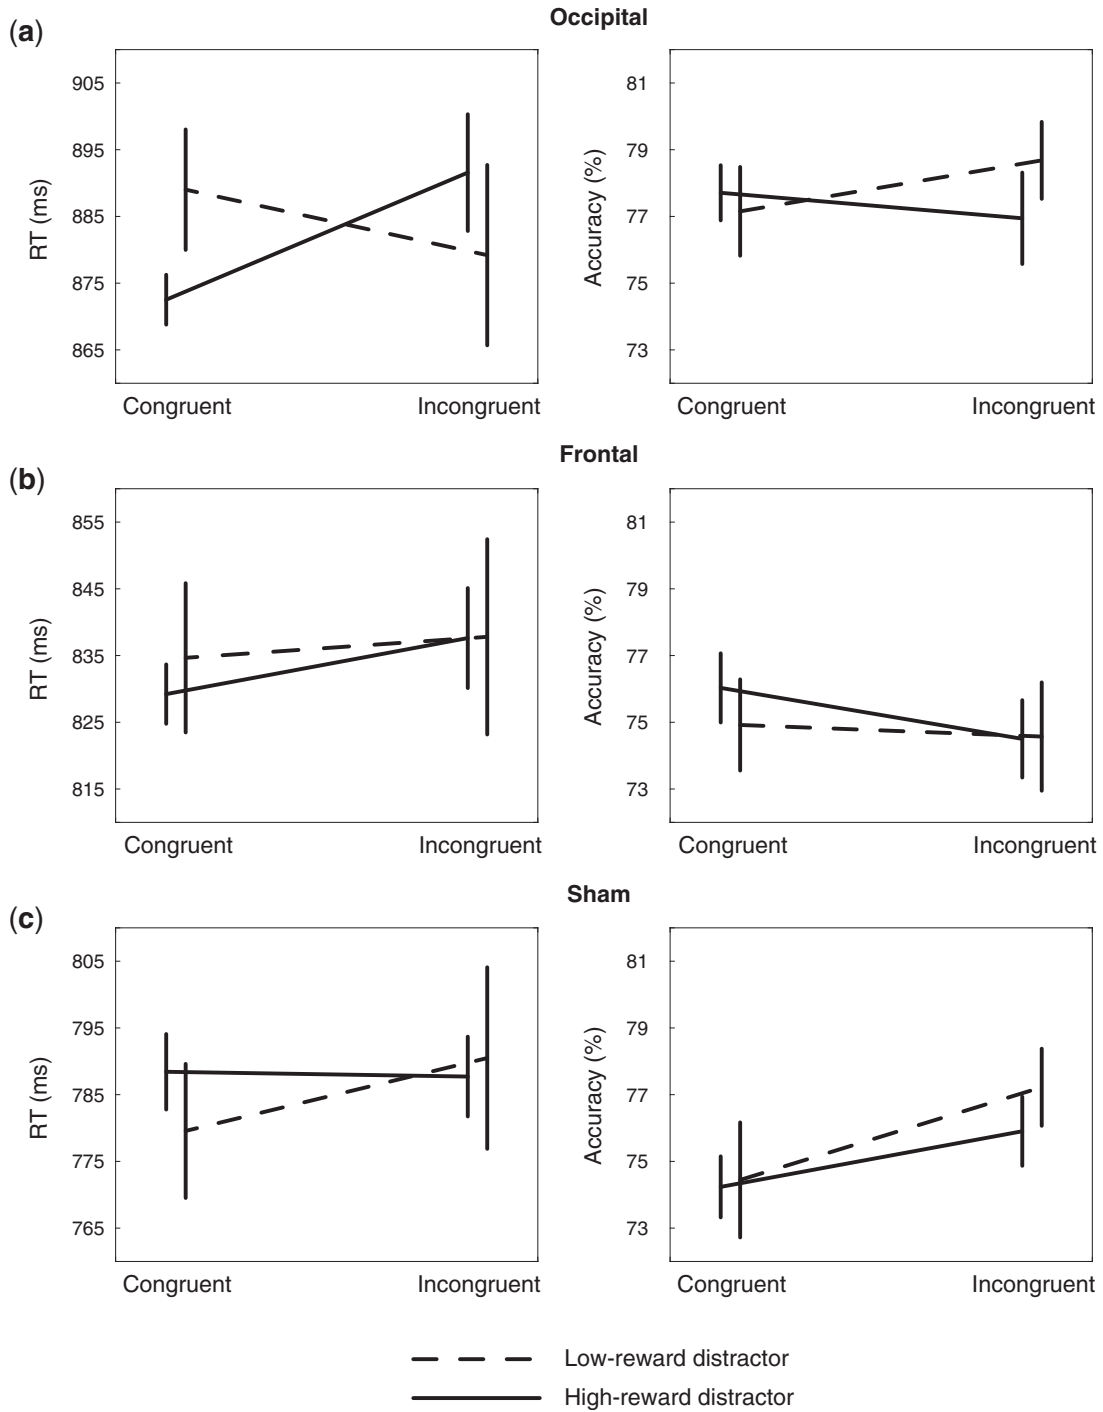 Occipital
(a)
905
895
885
875
865
RT (ms)
Congruent Incongruent
81
79
77
75
73
Accuracy (%)
Congruent Incongruent
Frontal
(b)
855
845
835
825
815
RT (ms)
Congruent Incongruent
81
79
77
75
73
Accuracy (%)
Congruent Incongruent
Sham
(c)
805
795
785
775
765
RT (ms)
Congruent Incongruent
81
79
77
75
73
Accuracy (%)
Congruent Incongruent
Low-reward distractor
High-reward distractor